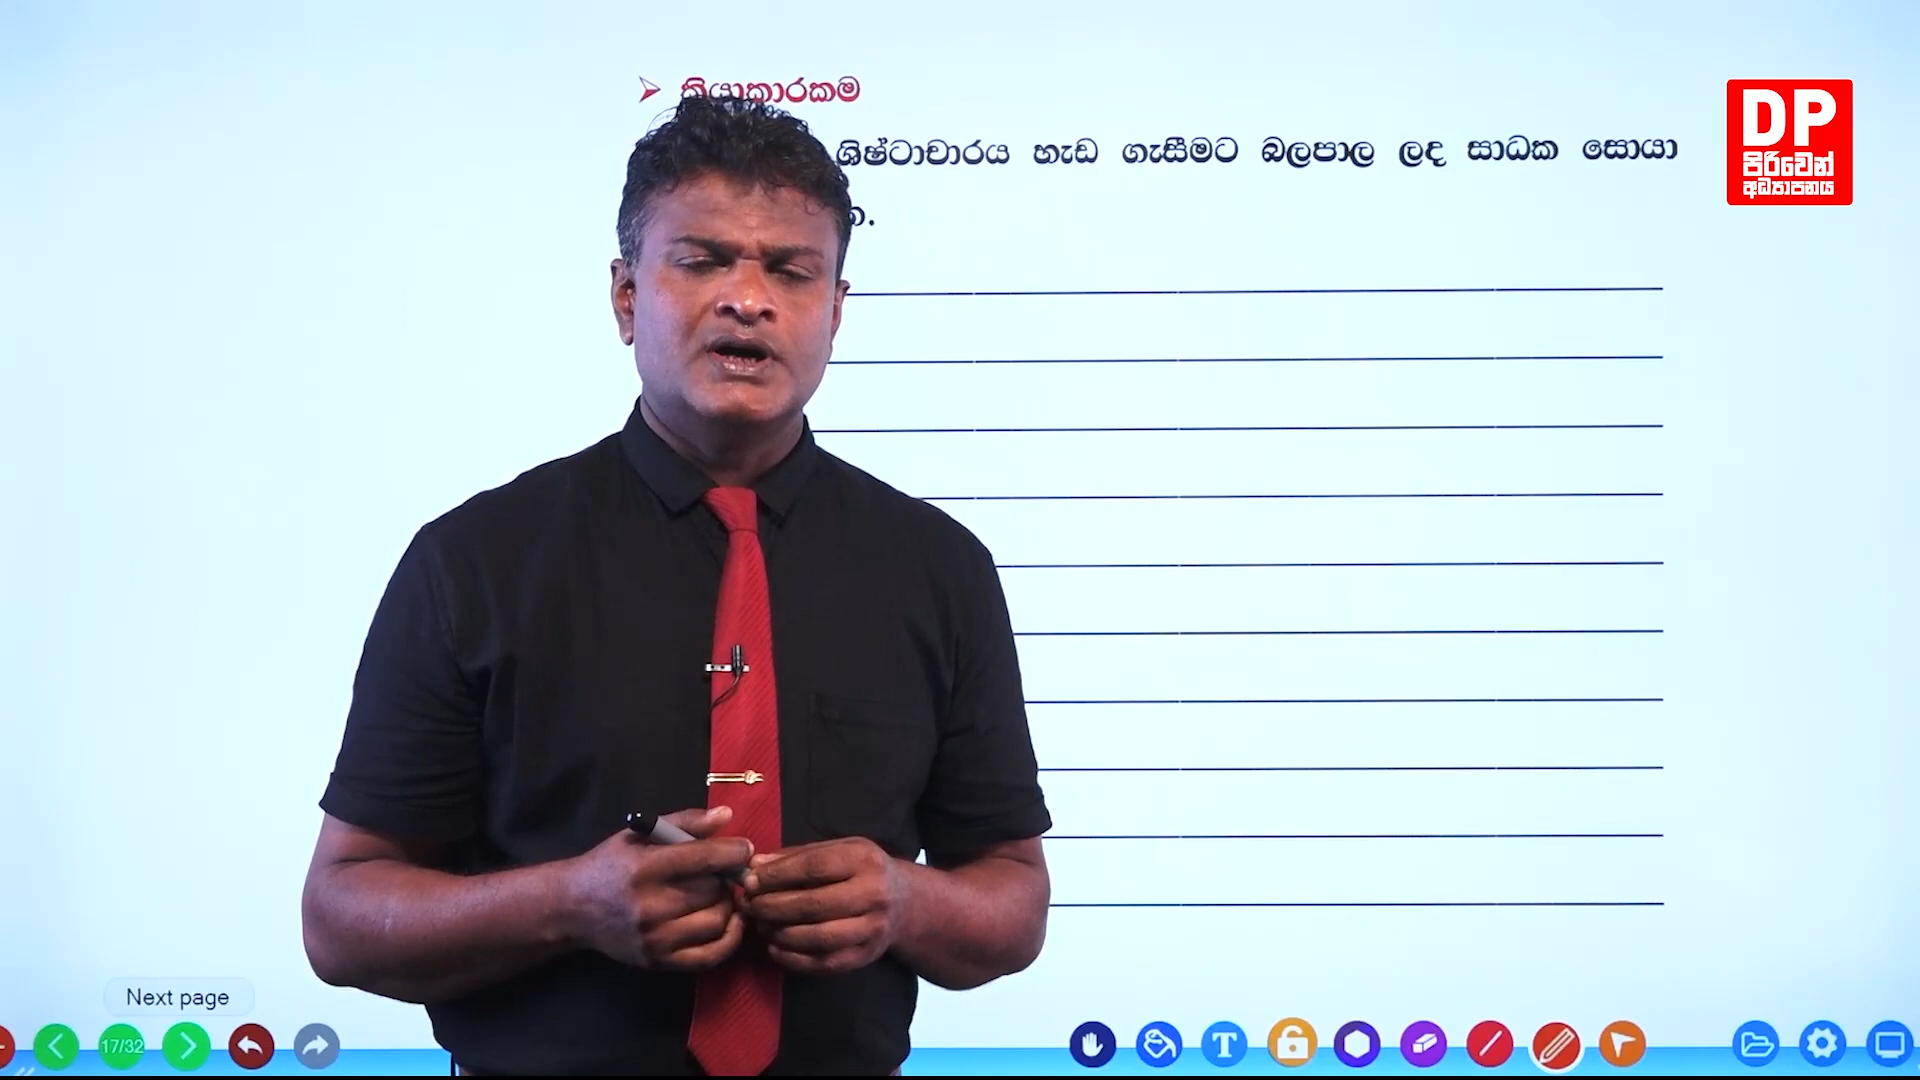 ක්‍රියාකාරකම
ශිෂ්ටාචාරය හැඩ ගැසීමට බලපාල ලද සාධක සොයා
DP
පිරිවෙන්
අධ්‍යාපනය
Next page
17/32
T